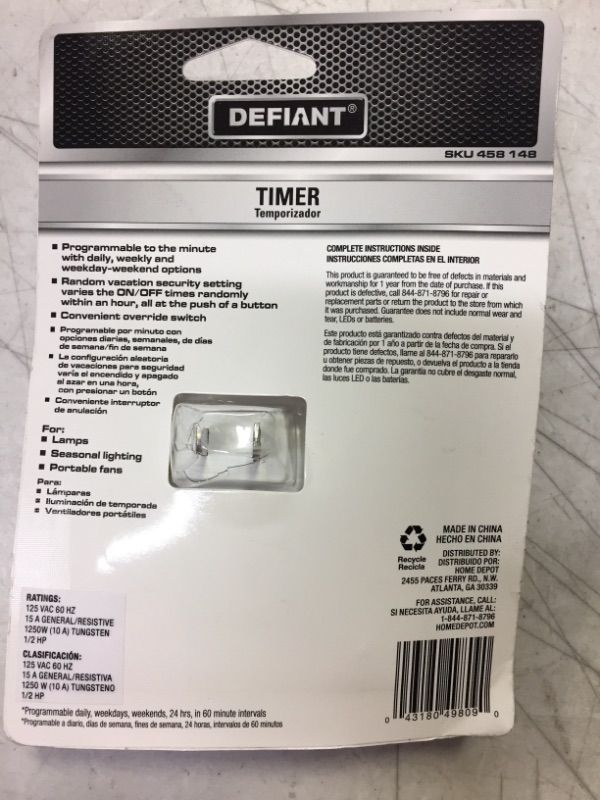 DEFIANT®
SKU 458 148
TIMER
Temporizador
■ Programmable to the minute
with daily, weekly and
weekday-weekend options
■ Random vacation security setting
varies the ON/OFF times randomly
within an hour, all at the push of a button
■ Convenient override switch
■ Programable por minuto con
opciones diarias, semanales, de días
de semana/fin de semana
■ La configuración aleatoria
de vacaciones para seguridad
varía el encendido y apagado
al azar en una hora,
con presionar un botón
■ Conveniente interruptor
de anulación
For:
■ Lamps
■ Seasonal lighting
■ Portable fans
Para:
■ Lámparas
■ Iluminación de temporada
■ Ventiladores portátiles
COMPLETE INSTRUCTIONS INSIDE
INSTRUCCIONES COMPLETAS EN EL INTERIOR
This product is guaranteed to be free of defects in materials and
workmanship for 1 year from the date of purchase. If this
product is defective, call 844-871-8796 for repair or
replacement parts or return the product to the store from which
it was purchased. Guarantee does not include normal wear and
tear, LEDs or batteries.
Este producto está garantizado contra defectos del material y
de fabricación por 1 año a partir de la fecha de compra. Si el
producto tiene defectos, llame al 844-871-8796 para repararlo
u obtener piezas de repuesto, o devuelva el producto a la tienda
donde fue comprado. La garantía no cubre el desgaste normal,
las luces LED o las baterías.
Recycle
Recicla
MADE IN CHINA
HECHO EN CHINA
DISTRIBUTED BY:
DISTRIBUIDO POR:
HOME DEPOT
2455 PACES FERRY RD., N.W.
ATLANTA, GA 30339
FOR ASSISTANCE, CALL:
SI NECESITA AYUDA, LLAME AL:
1-844-871-8796
HOMEDEPOT.COM
RATINGS:
125 VAC 60 HZ
15 A GENERAL/RESISTIVE
1250W (10 A) TUNGSTEN
1/2 HP
CLASIFICACIÓN:
125 VAC 60 HZ
15 A GENERAL/RESISTIVA
1250 W (10 A) TUNGSTENO
1/2 HP
*Programmable daily, weekdays, weekends, 24 hrs, in 60 minute intervals
*Programable a diario, días de semana, fines de semana, 24 horas, intervalos de 60 minutos
0 43180 49809 0